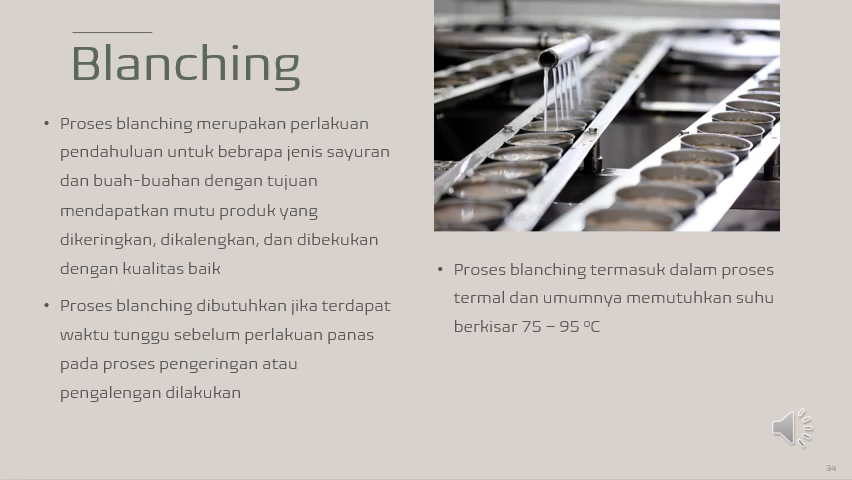 Blanching
• Proses blanching merupakan perlakuan
pendahuluan untuk bebrapa jenis sayuran
dan buah-buahan dengan tujuan
mendapatkan mutu produk yang
dikeringkan, dikalengkan, dan dibekukan
dengan kualitas baik
• Proses blanching dibutuhkan jika terdapat
waktu tunggu sebelum perlakuan panas
pada proses pengeringan atau
pengalengan dilakukan
• Proses blanching termasuk dalam proses
termal dan umumnya memutuhkan suhu
berkisar 75 – 95 ºC
34